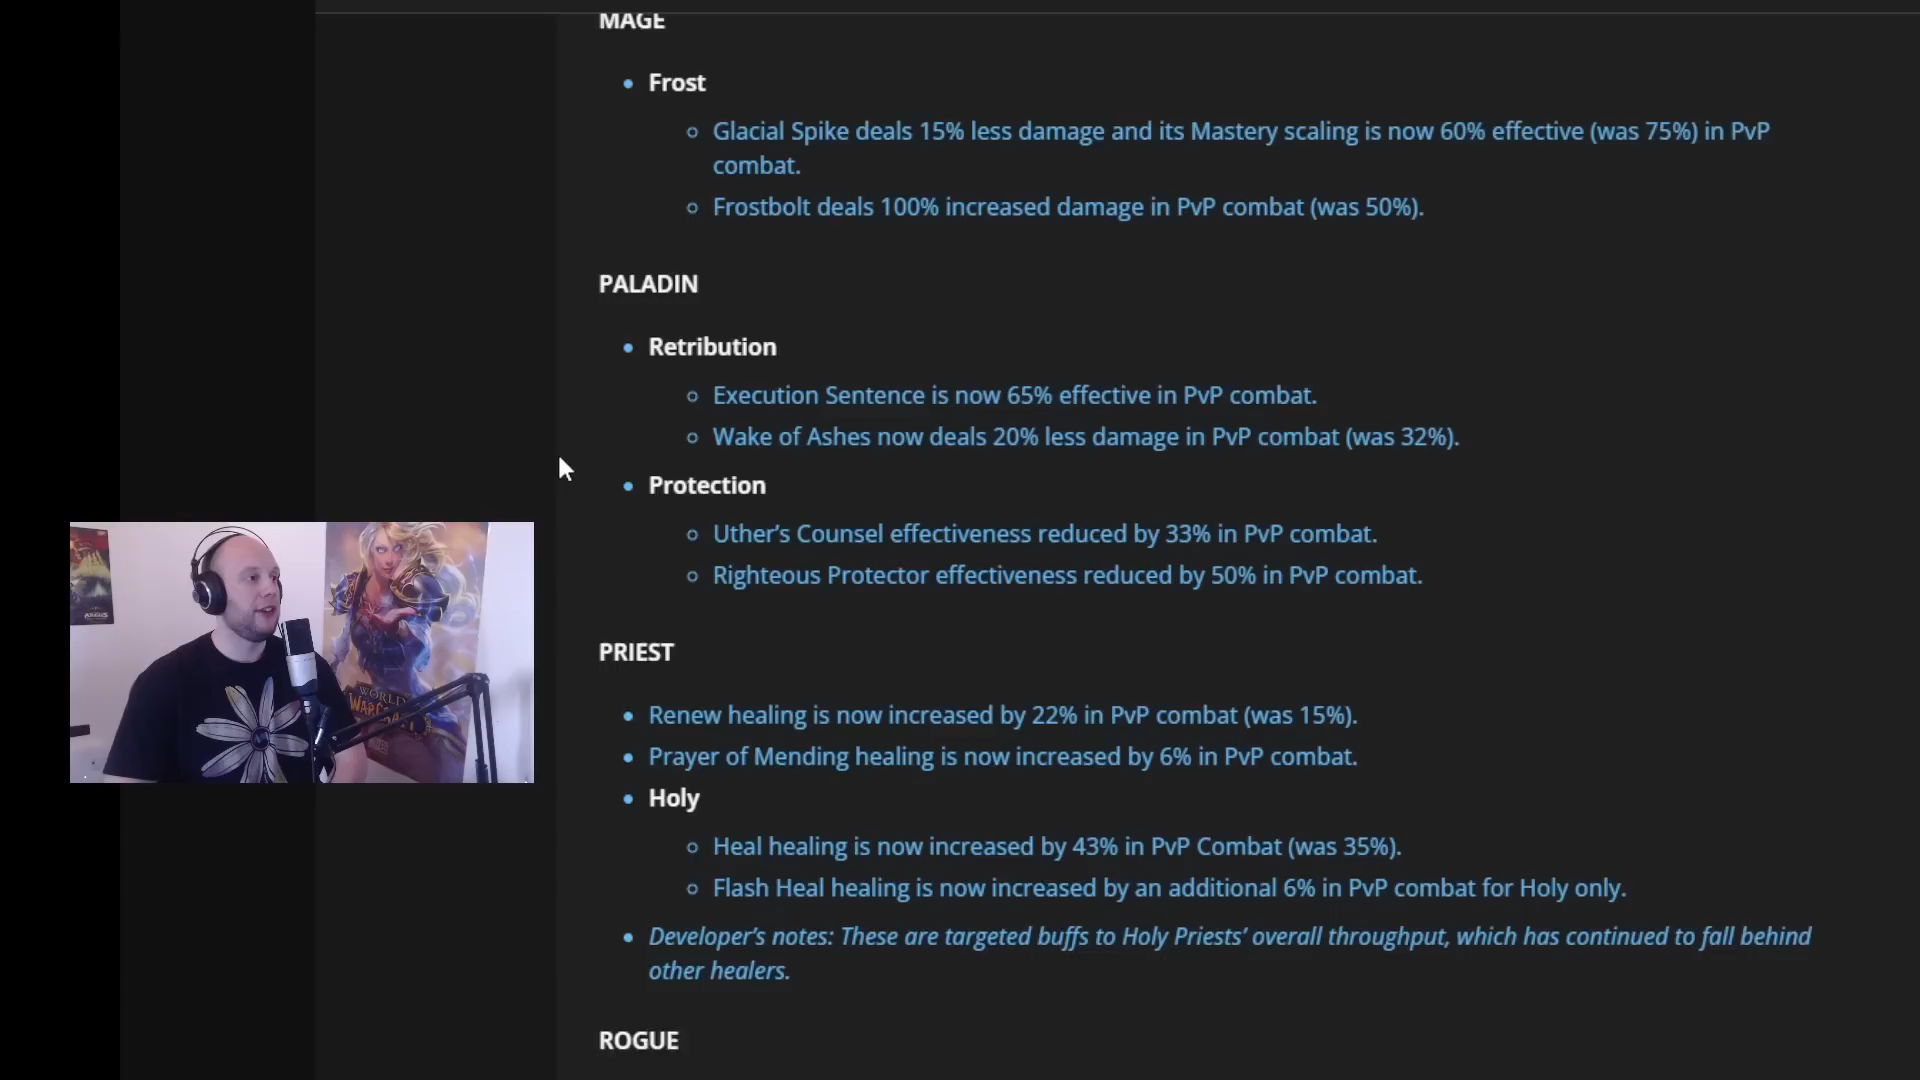 MAGE
Frost
Glacial Spike deals 15% less damage and its Mastery scaling is now 60% effective (was 75%) in PvP
combat.
Frostbolt deals 100% increased damage in PvP combat (was 50%).
PALADIN
Retribution
Execution Sentence is now 65% effective in PvP combat.
Wake of Ashes now deals 20% less damage in PvP combat (was 32%).
Protection
Uther’s Counsel effectiveness reduced by 33% in PvP combat.
Righteous Protector effectiveness reduced by 50% in PvP combat.
PRIEST
Renew healing is now increased by 22% in PvP combat (was 15%).
Prayer of Mending healing is now increased by 6% in PvP combat.
Holy
Heal healing is now increased by 43% in PvP Combat (was 35%).
Flash Heal healing is now increased by an additional 6% in PvP combat for Holy only.
Developer’s notes: These are targeted buffs to Holy Priests’ overall throughput, which has continued to fall behind
other healers.
ROGUE
WORLD